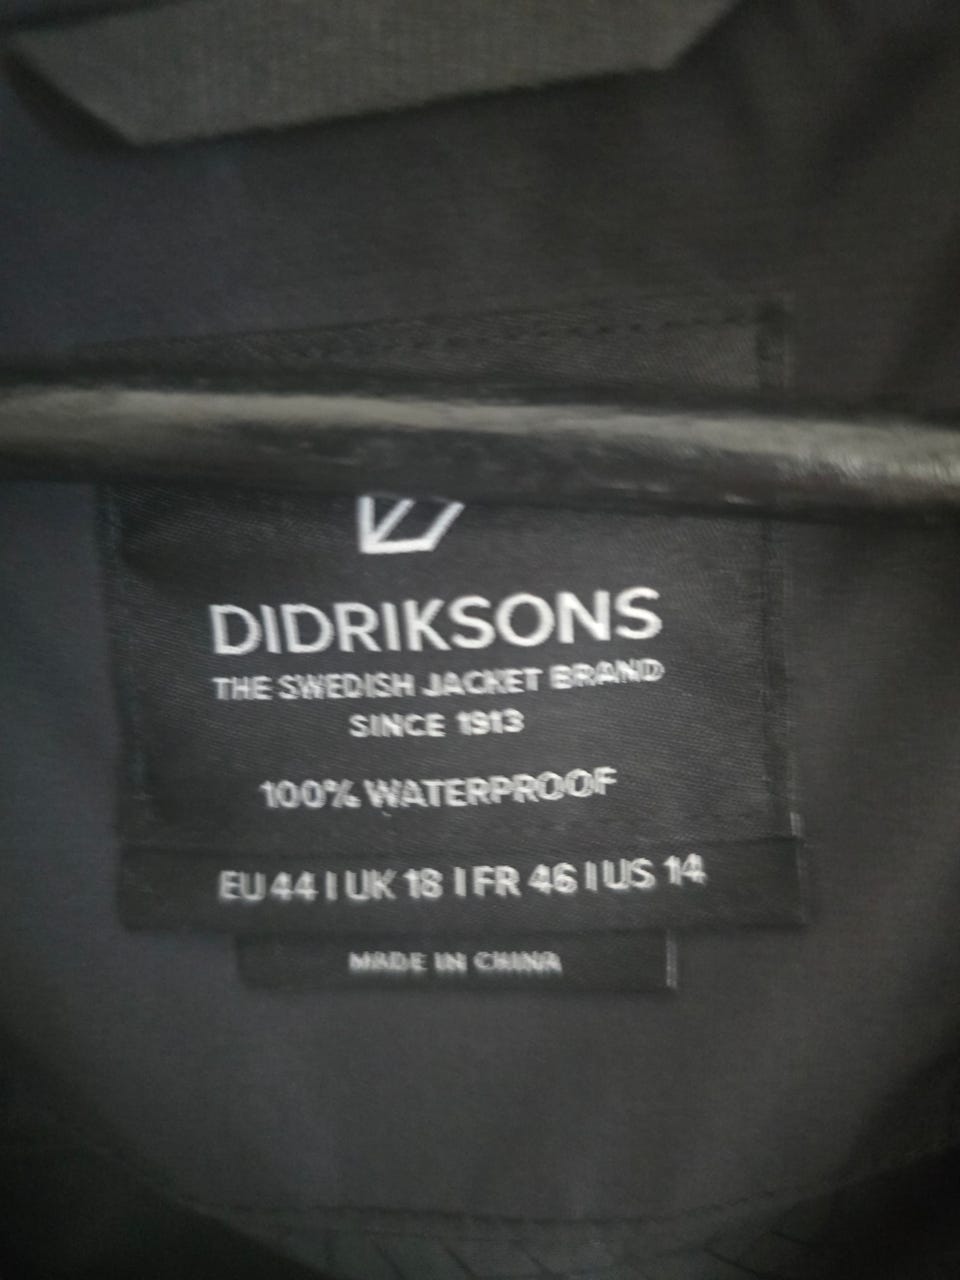 DIDRIKSONS
THE SWEDISH JACKET BRAND
SINCE 1913
100% WATERPROOF
EU 44 | UK 18 | FR 46 | US 14
MADE IN CHINA